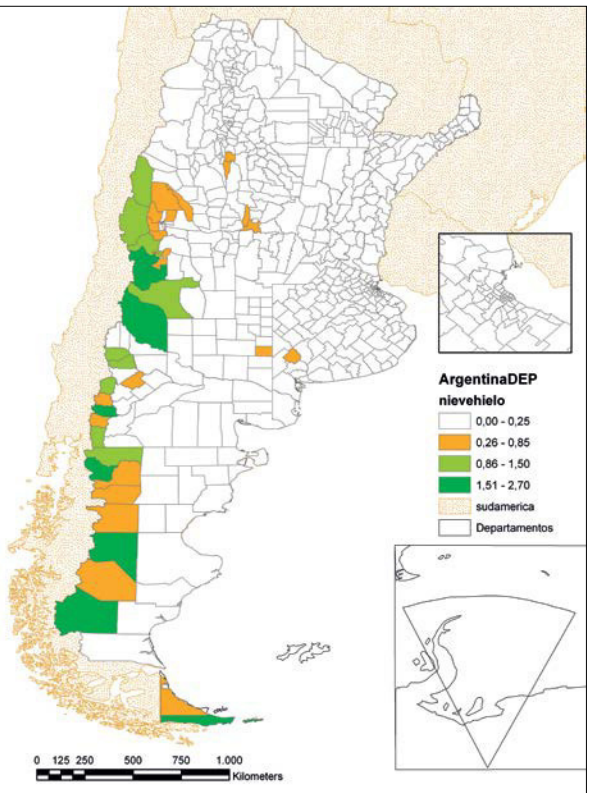 ArgentinaDEP
nievehielo
0,00 - 0,25
0,26 - 0,85
0,86 - 1,50
1,51 - 2,70
sudamerica
Departamentos
0 125 250 500 750 1.000
Kilometers